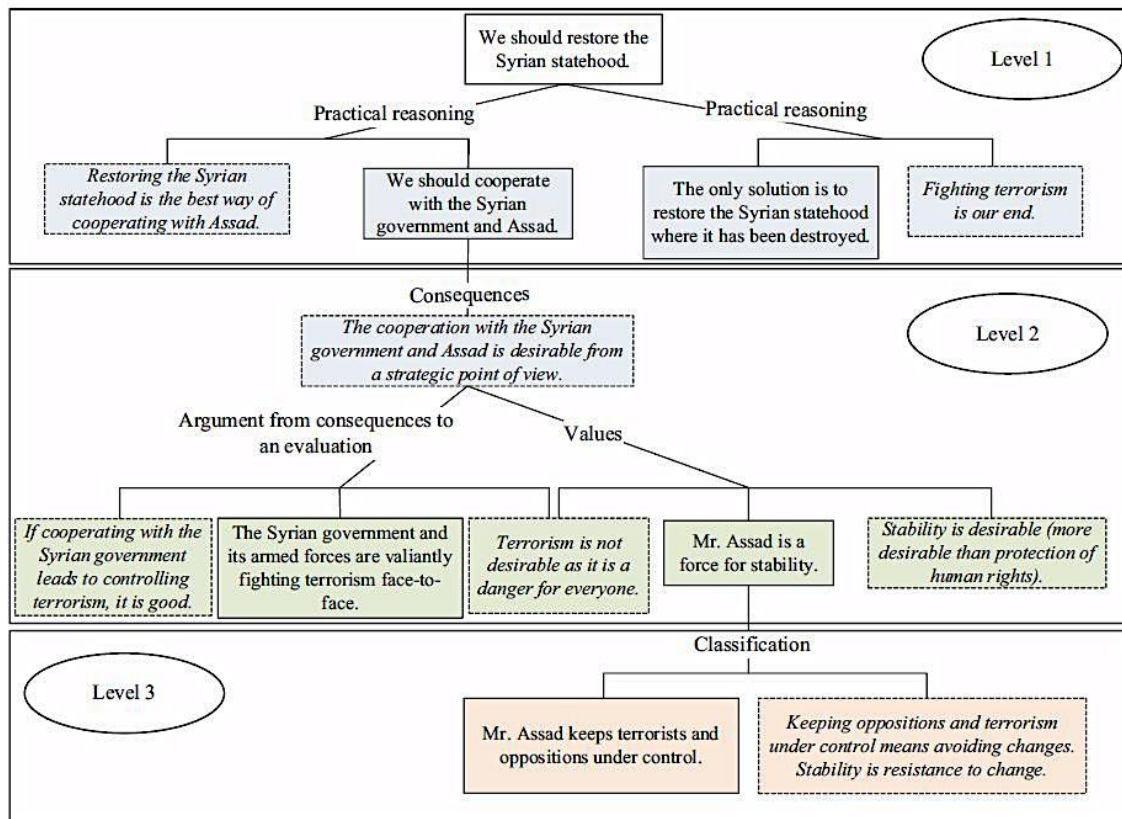 We should restore the
Syrian statehood.
Level 1
Practical reasoning
Practical reasoning
Restoring the Syrian
statehood is the best way of
cooperating with Assad.
We should cooperate
with the Syrian
government and Assad.
The only solution is to
restore the Syrian statehood
where it has been destroyed.
Fighting terrorism
is our end.
Consequences
The cooperation with the Syrian
government and Assad is desirable from
a strategic point of view.
Level 2
Argument from consequences to
an evaluation
Values
If cooperating with the
Syrian government
leads to controlling
terrorism, it is good.
The Syrian government and
its armed forces are valiantly
fighting terrorism face-to-
face.
Terrorism is not
desirable as it is a
danger for everyone.
Mr. Assad is a
force for stability.
Stability is desirable (more
desirable than protection of
human rights).
Classification
Level 3
Mr. Assad keeps terrorists and
oppositions under control.
Keeping oppositions and terrorism
under control means avoiding changes.
Stability is resistance to change.